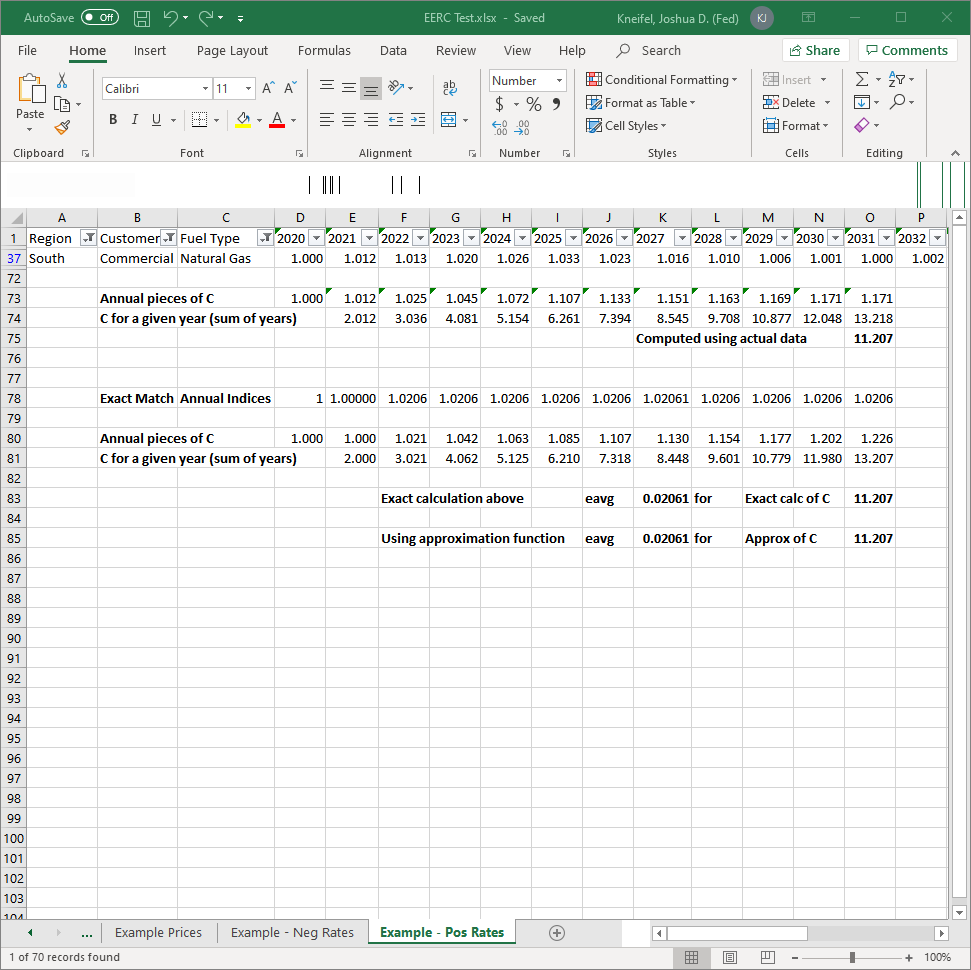 AutoSave Off EERC Test.xlsx - Saved Kneifel, Joshua D. (Fed) KJ
File Home Insert Page Layout Formulas Data Review View Help Search Share Comments
Paste Calibri 11 A A Number Conditional Formatting Insert
B I U A ab $ % Format as Table Delete
Cell Styles Format
Clipboard Font Alignment Number Styles Cells Editing
A B C D E F G H I J K L M N O P
1 Region Customer Fuel Type 2020 2021 2022 2023 2024 2025 2026 2027 2028 2029 2030 2031 2032
37 South Commercial Natural Gas 1.000 1.012 1.013 1.020 1.026 1.033 1.023 1.016 1.010 1.006 1.001 1.000 1.002
72
73 Annual pieces of C 1.000 1.012 1.025 1.045 1.072 1.107 1.133 1.151 1.163 1.169 1.171 1.171
74 C for a given year (sum of years) 2.012 3.036 4.081 5.154 6.261 7.394 8.545 9.708 10.877 12.048 13.218
75 Computed using actual data 11.207
76
77
78 Exact Match Annual Indices 1 1.00000 1.0206 1.0206 1.0206 1.0206 1.0206 1.02061 1.0206 1.0206 1.0206 1.0206
79
80 Annual pieces of C 1.000 1.000 1.021 1.042 1.063 1.085 1.107 1.130 1.154 1.177 1.202 1.226
81 C for a given year (sum of years) 2.000 3.021 4.062 5.125 6.210 7.318 8.448 9.601 10.779 11.980 13.207
82
83 Exact calculation above eavg 0.02061 for Exact calc of C 11.207
84
85 Using approximation function eavg 0.02061 for Approx of C 11.207
86
87
88
89
90
91
92
93
94
95
96
97
98
99
100
101
102
103
104
... Example Prices Example - Neg Rates Example - Pos Rates
1 of 70 records found 100%